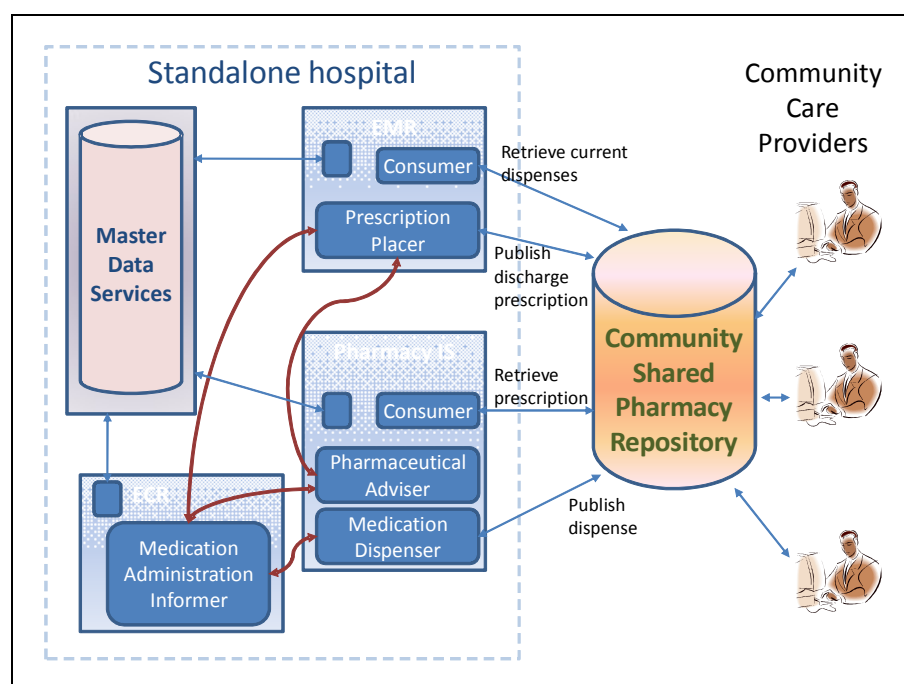 Standalone hospital
Community
Care
Providers
EMR
Consumer
Retrieve current
dispenses
Prescription
Placer
Publish
discharge
prescription
Master
Data
Services
Community
Shared
Pharmacy
Repository
Pharmacy IS
Consumer
Retrieve
prescription
Pharmaceutical
Adviser
Medication
Dispenser
Publish
dispense
ECR
Medication
Administration
Informer